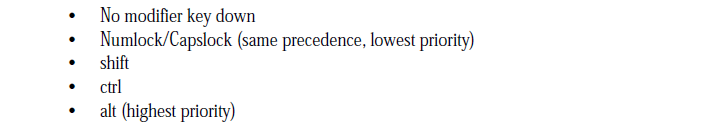 • No modifier key down
• Numlock/Capslock (same precedence, lowest priority)
• shift
• ctrl
• alt (highest priority)